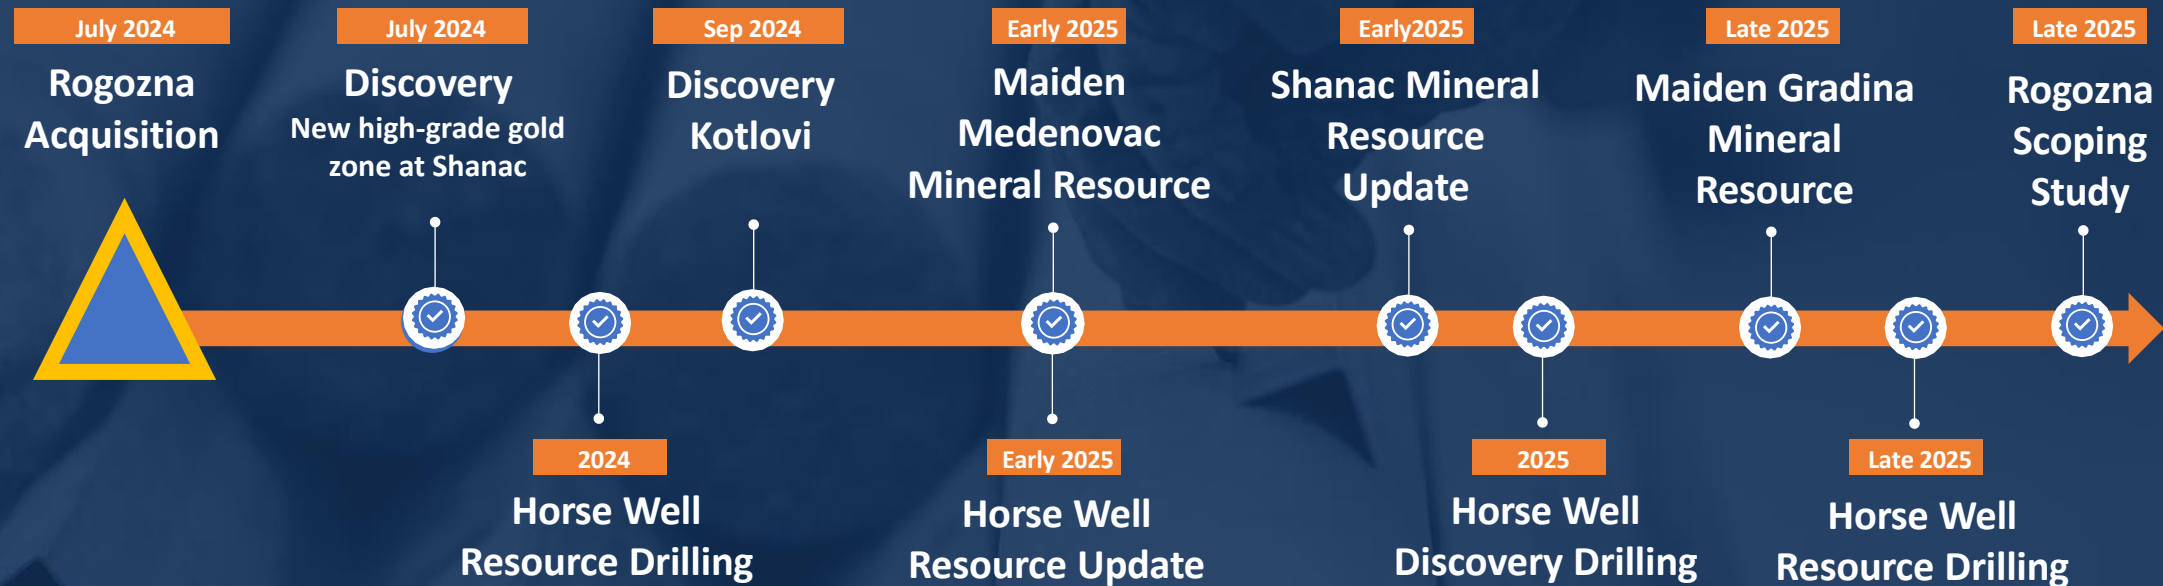 July 2024
Rogozna
Acquisition
July 2024
Discovery
New high-grade gold
zone at Shanac
Sep 2024
Discovery
Kotlovi
Early 2025
Maiden
Medenovac
Mineral Resource
Early2025
Shanac Mineral
Resource
Update
Late 2025
Maiden Gradina
Mineral
Resource
Late 2025
Rogozna
Scoping
Study
2024
Horse Well
Resource Drilling
Early 2025
Horse Well
Resource Update
2025
Horse Well
Discovery Drilling
Late 2025
Horse Well
Resource Drilling